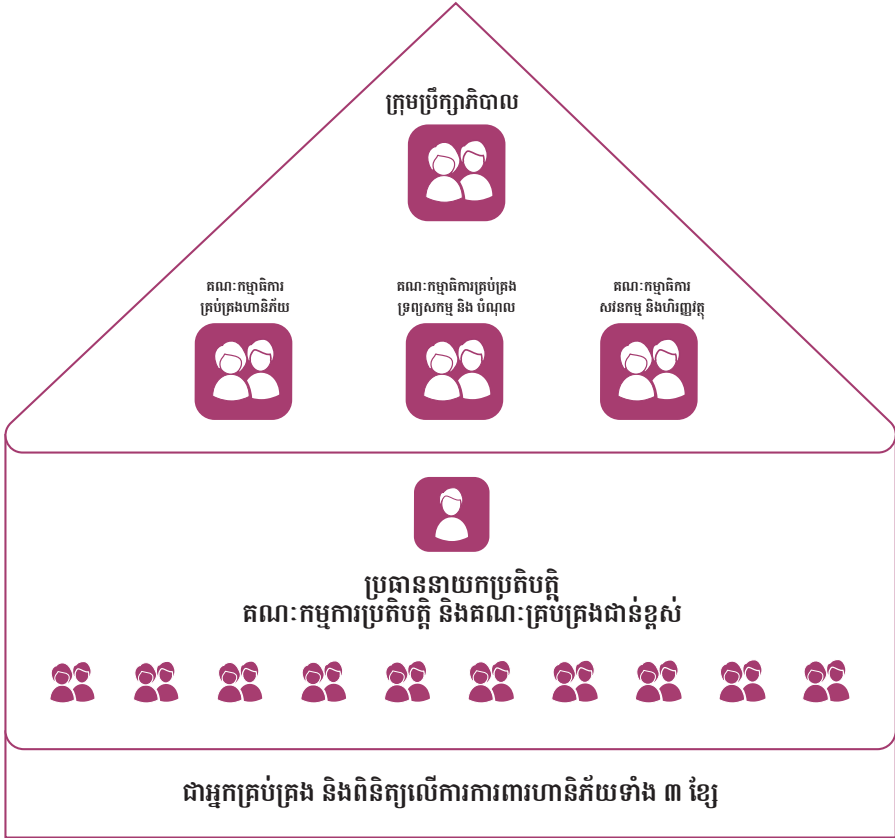 ក្រុមប្រឹក្សាភិបាល
គណៈកម្មាធិការ
គ្រប់គ្រងហានិភ័យ
គណៈកម្មាធិការគ្រប់គ្រង
ទ្រព្យសកម្ម និង បំណុល
គណៈកម្មាធិការ
សវនកម្ម និងហិរញ្ញវត្ថុ
ប្រធាននាយកប្រតិបត្តិ
គណៈកម្មការប្រតិបត្តិ និងគណៈគ្រប់គ្រងជាន់ខ្ពស់
ជាអ្នកគ្រប់គ្រង និងពិនិត្យលើការការពារហានិភ័យទាំង ៣ ខ្សែ